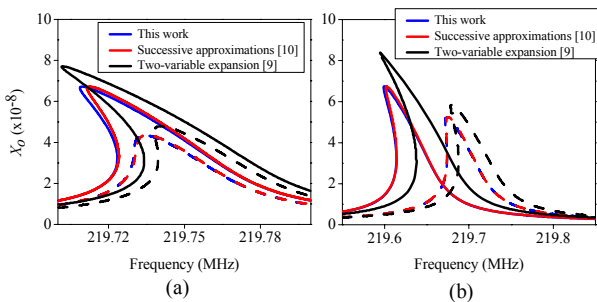 This work
Successive approximations [10]
Two-variable expansion [9]
10
8
6
4
2
0
X₀ (x10-8)
219.72
219.75
219.78
Frequency (MHz)
(a)
This work
Successive approximations [10]
Two-variable expansion [9]
10
8
6
4
2
0
219.6
219.7
219.8
Frequency (MHz)
(b)